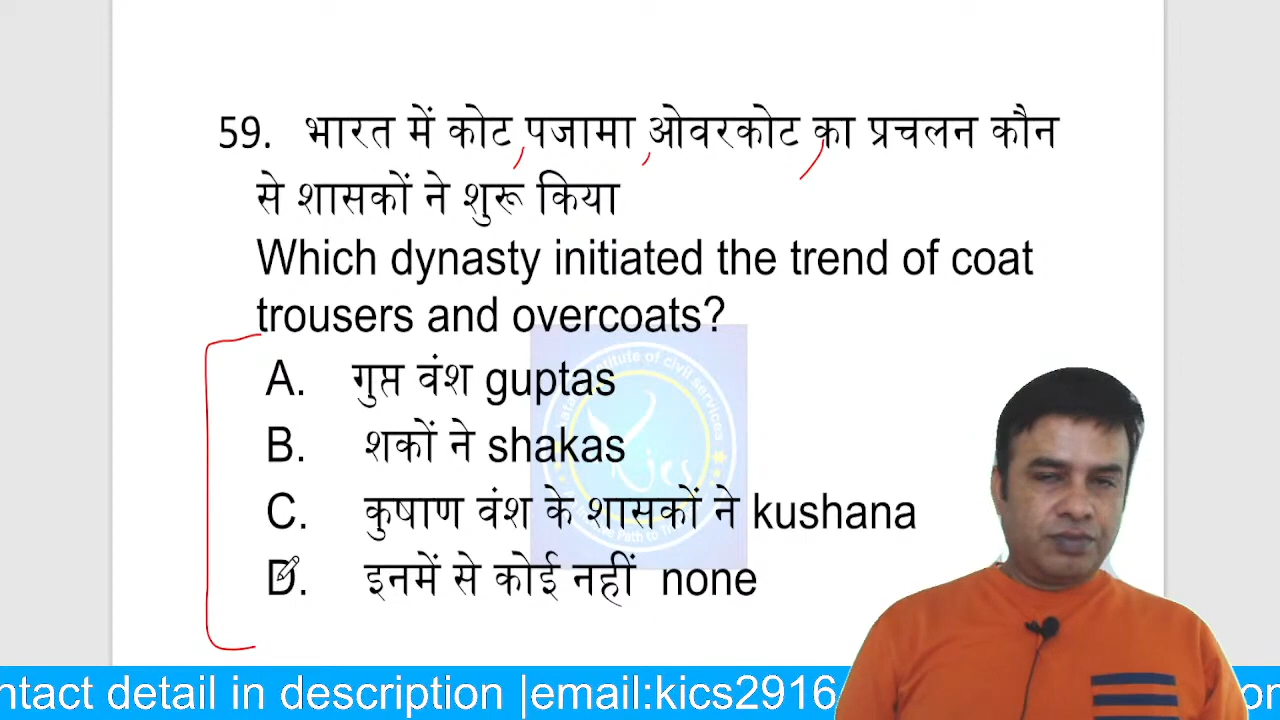 59. भारत में कोट पजामा ओवरकोट का प्रचलन कौन
से शासकों ने शुरू किया
Which dynasty initiated the trend of coat
trousers and overcoats?
A. गुप्त वंश guptas
B. शकों ने shakas
C. कुषाण वंश के शासकों ने kushana
D. इनमें से कोई नहीं none
Kics
ntact detail in description |email:kics2916